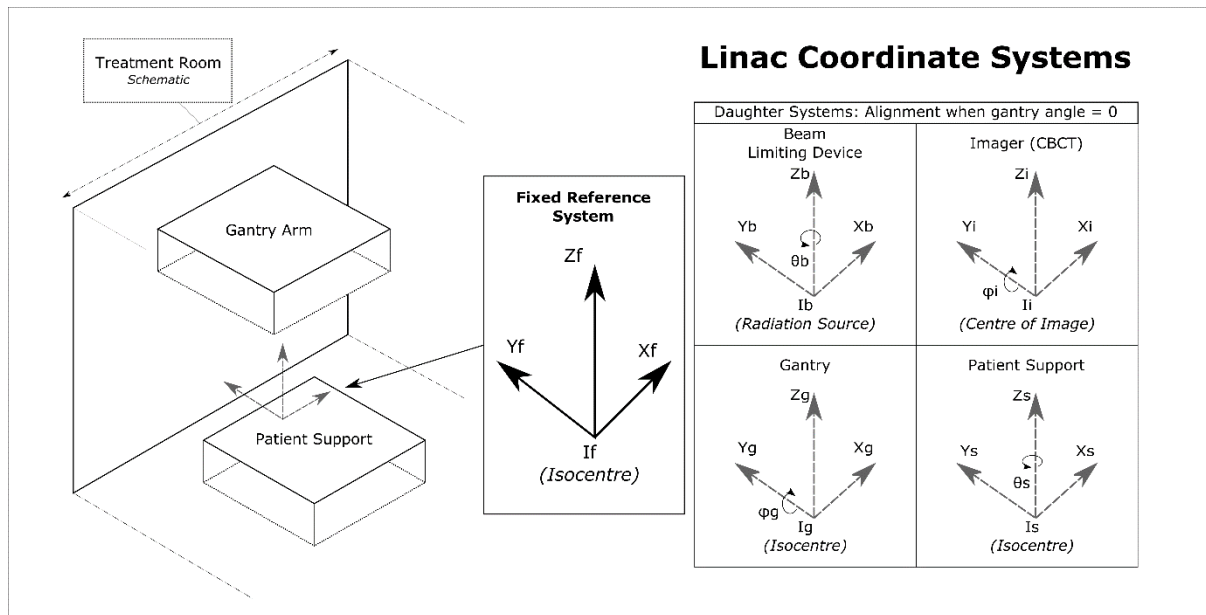 Linac Coordinate Systems
Treatment Room
Schematic
Gantry Arm
Patient Support
Fixed Reference
System
Zf
Yf
Xf
If
(Isocentre)
Daughter Systems: Alignment when gantry angle = 0
Beam
Limiting Device
Zb
Yb
Xb
θb
Ib
(Radiation Source)
Imager (CBCT)
Zi
Yi
Xi
φi
Ii
(Centre of Image)
Gantry
Zg
Yg
Xg
φg
Ig
(Isocentre)
Patient Support
Zs
Ys
Xs
θs
Is
(Isocentre)